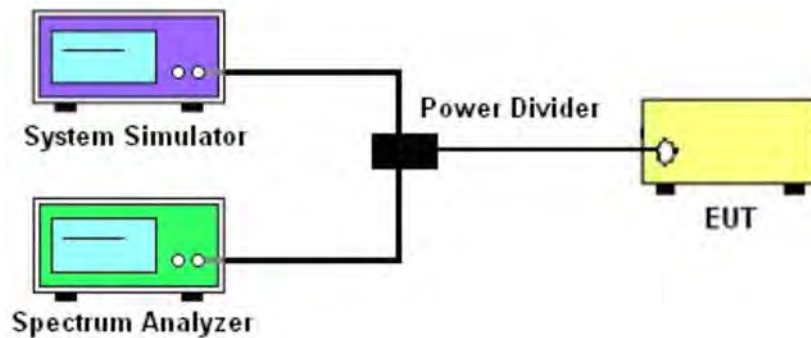 System Simulator
Power Divider
Spectrum Analyzer
EUT